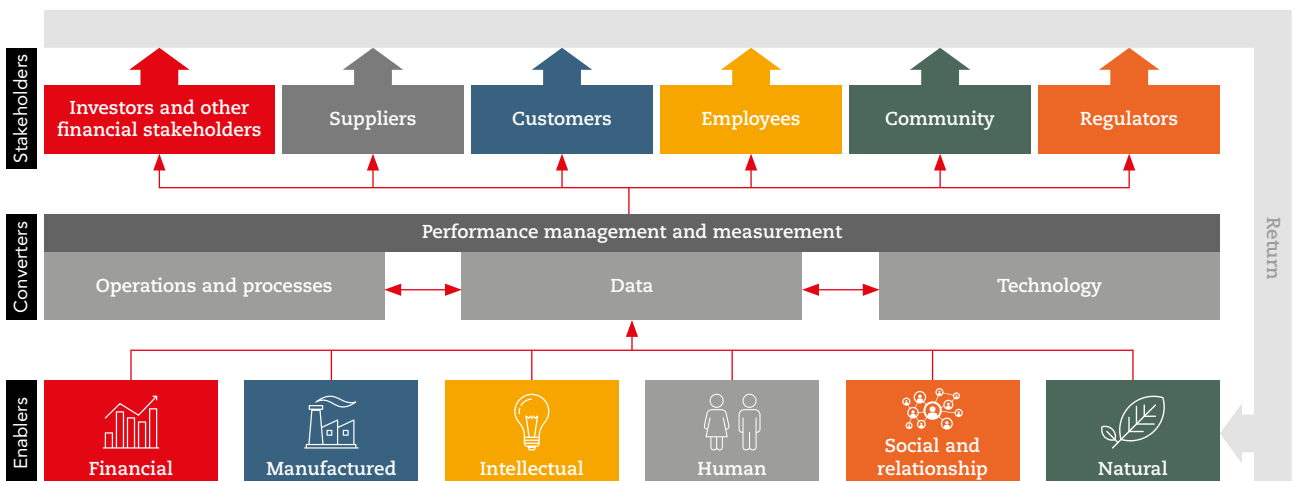 Stakeholders
Investors and other
financial stakeholders
Suppliers
Customers
Employees
Community
Regulators
Return
Converters
Performance management and measurement
Operations and processes
Data
Technology
Enablers
Financial
Manufactured
Intellectual
Human
Social and
relationship
Natural